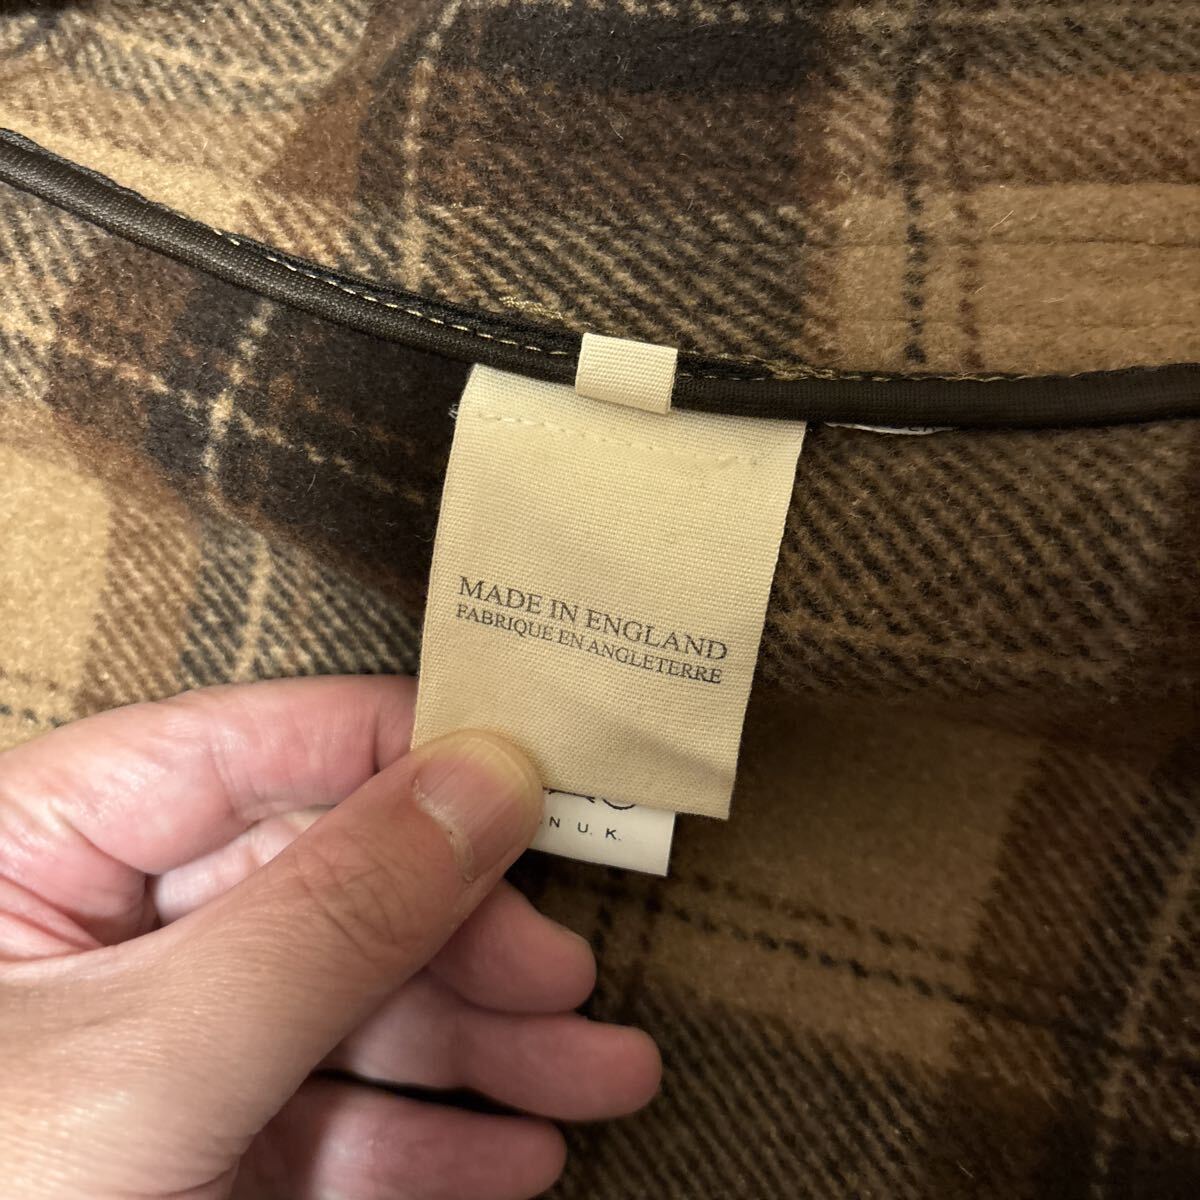 MADE IN ENGLAND
FABRIQUE EN ANGLETERRE
N U. K.